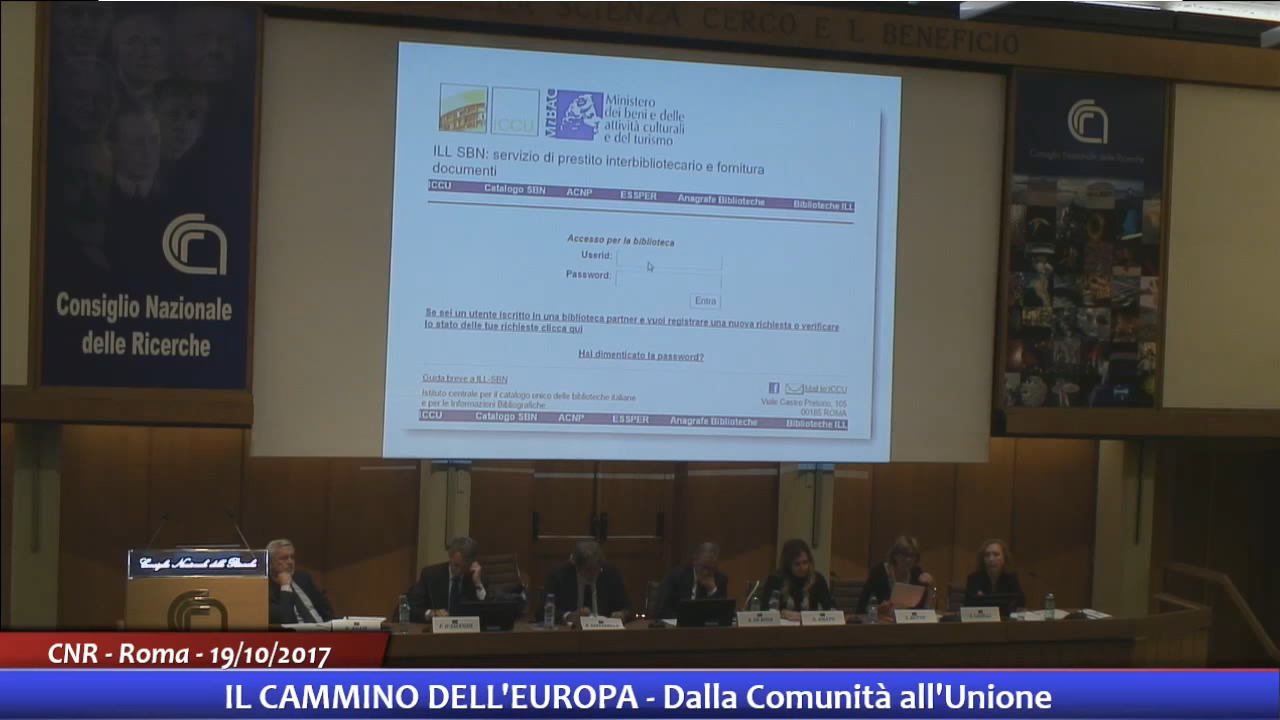 DELLA SCIENZA CERCO E L BENEFICIO
Consiglio Nazionale
delle Ricerche
Consiglio Nazionale delle Ricerche
ICCU
MiBAC
Ministero
dei beni e delle
attività culturali
e del turismo
ILL SBN: servizio di prestito interbibliotecario e fornitura
documenti
ICCU Catalogo SBN ACNP ESSPER Anagrafe Biblioteche Biblioteche ILL
Accesso per la biblioteca
Userid:
Password:
Entra
Se sei un utente iscritto in una biblioteca partner e vuoi registrare una nuova richiesta o verificare
lo stato delle tue richieste clicca qui
Hai dimenticato la password?
Guida breve a ILL-SBN
Mail to ICCU
Istituto centrale per il catalogo unico delle biblioteche italiane
e per le Informazioni Bibliografiche
Viale Castro Pretorio, 105
00185 ROMA
ICCU Catalogo SBN ACNP ESSPER Anagrafe Biblioteche Biblioteche ILL
Consiglio Nazionale delle Ricerche
CNR - Roma - 19/10/2017
IL CAMMINO DELL'EUROPA - Dalla Comunità all'Unione